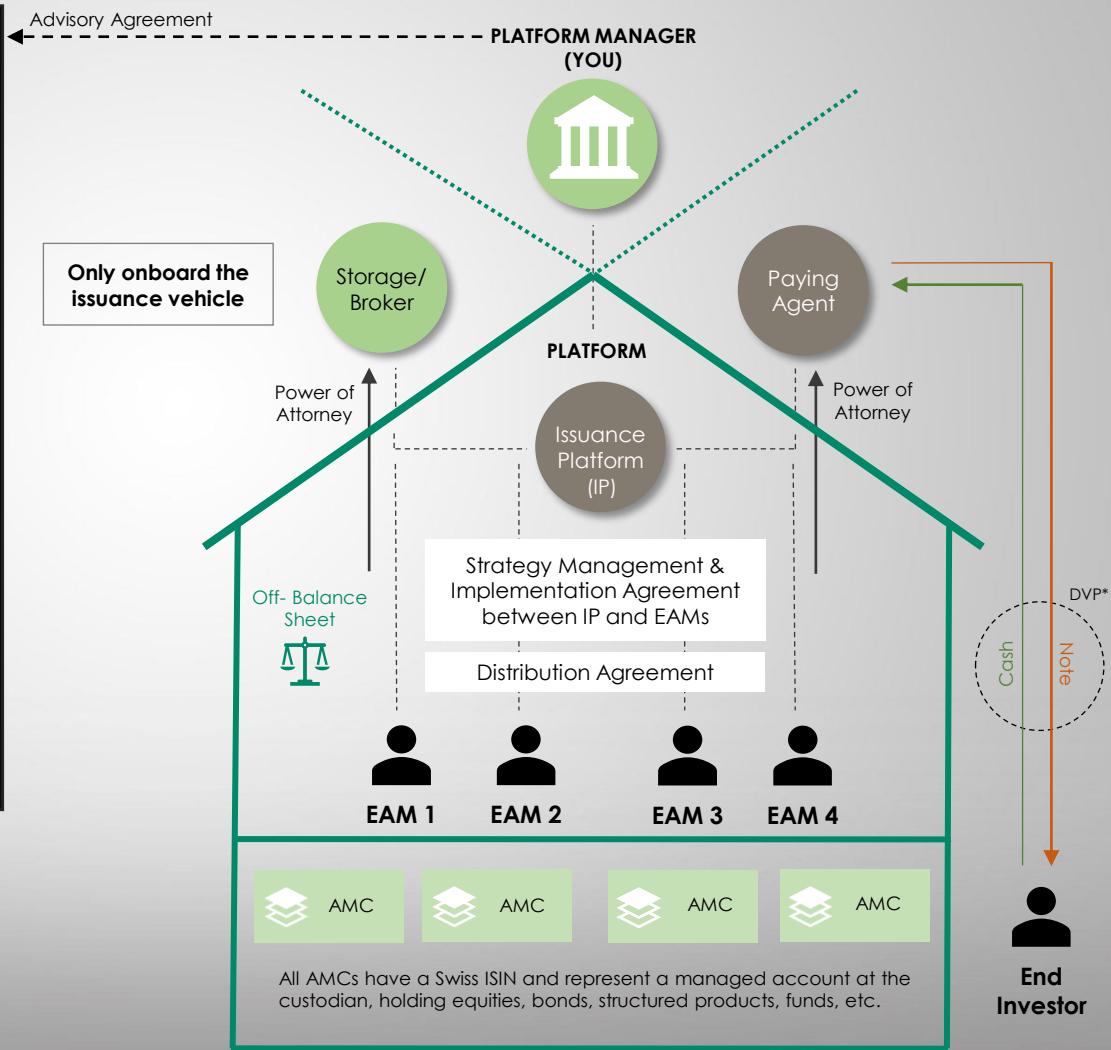 Advisory Agreement
PLATFORM MANAGER
(YOU)
Only onboard the
issuance vehicle
Storage/
Broker
Paying
Agent
PLATFORM
Power of
Attorney
Power of
Attorney
Issuance
Platform
(IP)
Strategy Management &
Implementation Agreement
between IP and EAMs
Off- Balance
Sheet
DVP*
Cash
Note
Distribution Agreement
EAM 1
EAM 2
EAM 3
EAM 4
AMC
AMC
AMC
AMC
All AMCs have a Swiss ISIN and represent a managed account at the
custodian, holding equities, bonds, structured products, funds, etc.
End
Investor